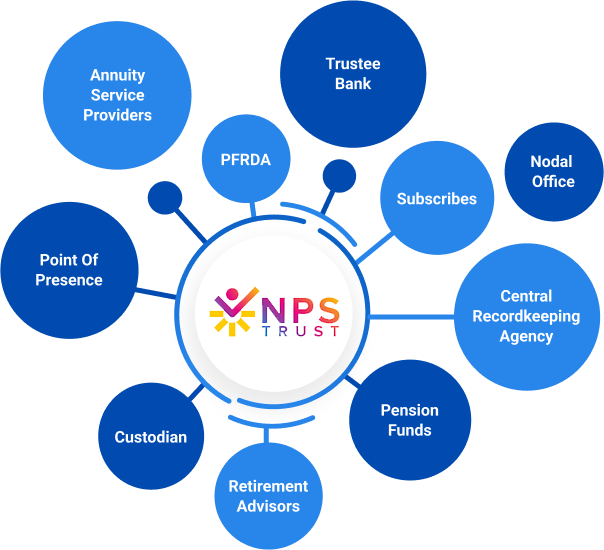 Annuity
Service
Providers
Trustee
Bank
PFRDA
Nodal
Office
Subscribes
Point Of
Presence
Central
Recordkeeping
Agency
NPS
TRUST
Pension
Funds
Custodian
Retirement
Advisors